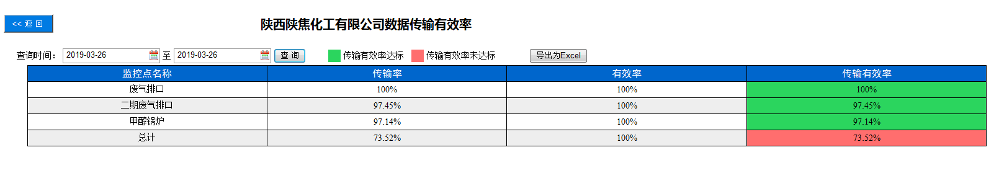 << 返 回
陕西陕焦化工有限公司数据传输有效率
查询时间： 2019-03-26 至 2019-03-26 查 询 传输有效率达标 传输有效率未达标 导出为Excel
监控点名称 传输率 有效率 传输有效率
废气排口 100% 100% 100%
二期废气排口 97.45% 100% 97.45%
甲醇锅炉 97.14% 100% 97.14%
总计 73.52% 100% 73.52%